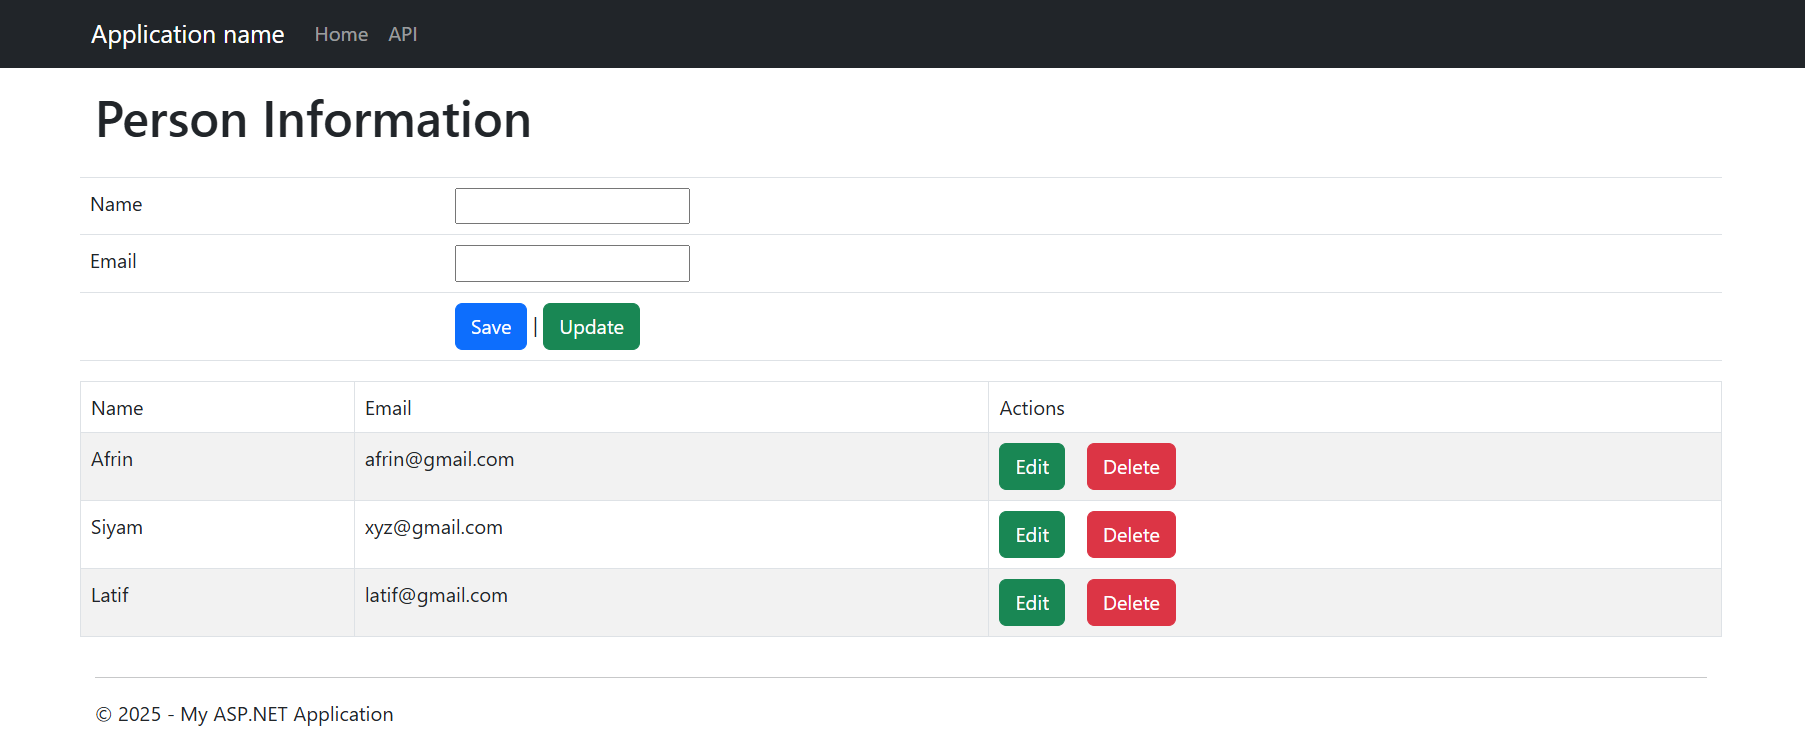 Application name Home API
Person Information
Name
Email
Save | Update
Name Email Actions
Afrin afrin@gmail.com Edit Delete
Siyam xyz@gmail.com Edit Delete
Latif latif@gmail.com Edit Delete
© 2025 - My ASP.NET Application